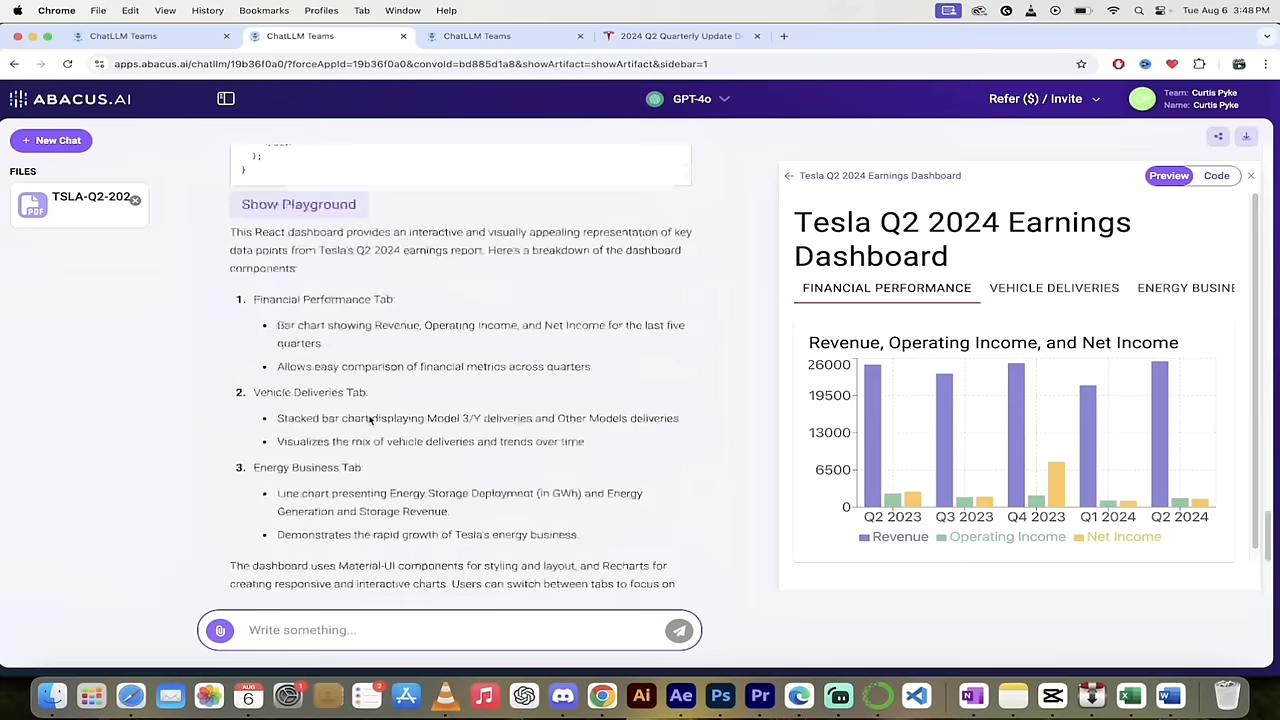 Chrome File Edit View History Bookmarks Profiles Tab Window Help
Tue Aug 6 3:48 PM
ChatLLM Teams
ChatLLM Teams
ChatLLM Teams
2024 Q2 Quarterly Update D
apps.abacus.ai/chatllm/19b36f0a0/?forceAppId=19b36f0a0&convoId=bd885d1a8&showArtifact=showArtifact&sidebar=1
ABACUS.AI
GPT-4o
Refer ($) / Invite
Team: Curtis Pyke
Name: Curtis Pyke
+ New Chat
FILES
PDF
TSLA-Q2-202
);
}
Show Playground
This React dashboard provides an interactive and visually appealing representation of key
data points from Tesla's Q2 2024 earnings report. Here's a breakdown of the dashboard
components:
1. Financial Performance Tab:
• Bar chart showing Revenue, Operating Income, and Net Income for the last five
quarters.
• Allows easy comparison of financial metrics across quarters
2. Vehicle Deliveries Tab:
• Stacked bar chart displaying Model 3/Y deliveries and Other Models deliveries
• Visualizes the mix of vehicle deliveries and trends over time
3. Energy Business Tab:
• Line chart presenting Energy Storage Deployment (in GWh) and Energy
Generation and Storage Revenue.
• Demonstrates the rapid growth of Tesla's energy business.
The dashboard uses Material-UI components for styling and layout, and Recharts for
creating responsive and interactive charts. Users can switch between tabs to focus on
Write something...
Tesla Q2 2024 Earnings Dashboard
Preview Code
Tesla Q2 2024 Earnings
Dashboard
FINANCIAL PERFORMANCE VEHICLE DELIVERIES ENERGY BUSINE
Revenue, Operating Income, and Net Income
26000
19500
13000
6500
0
Q2 2023 Q3 2023 Q4 2023 Q1 2024 Q2 2024
Revenue Operating Income Net Income
AUG
6
1
2
Ai Ae Ps Pr